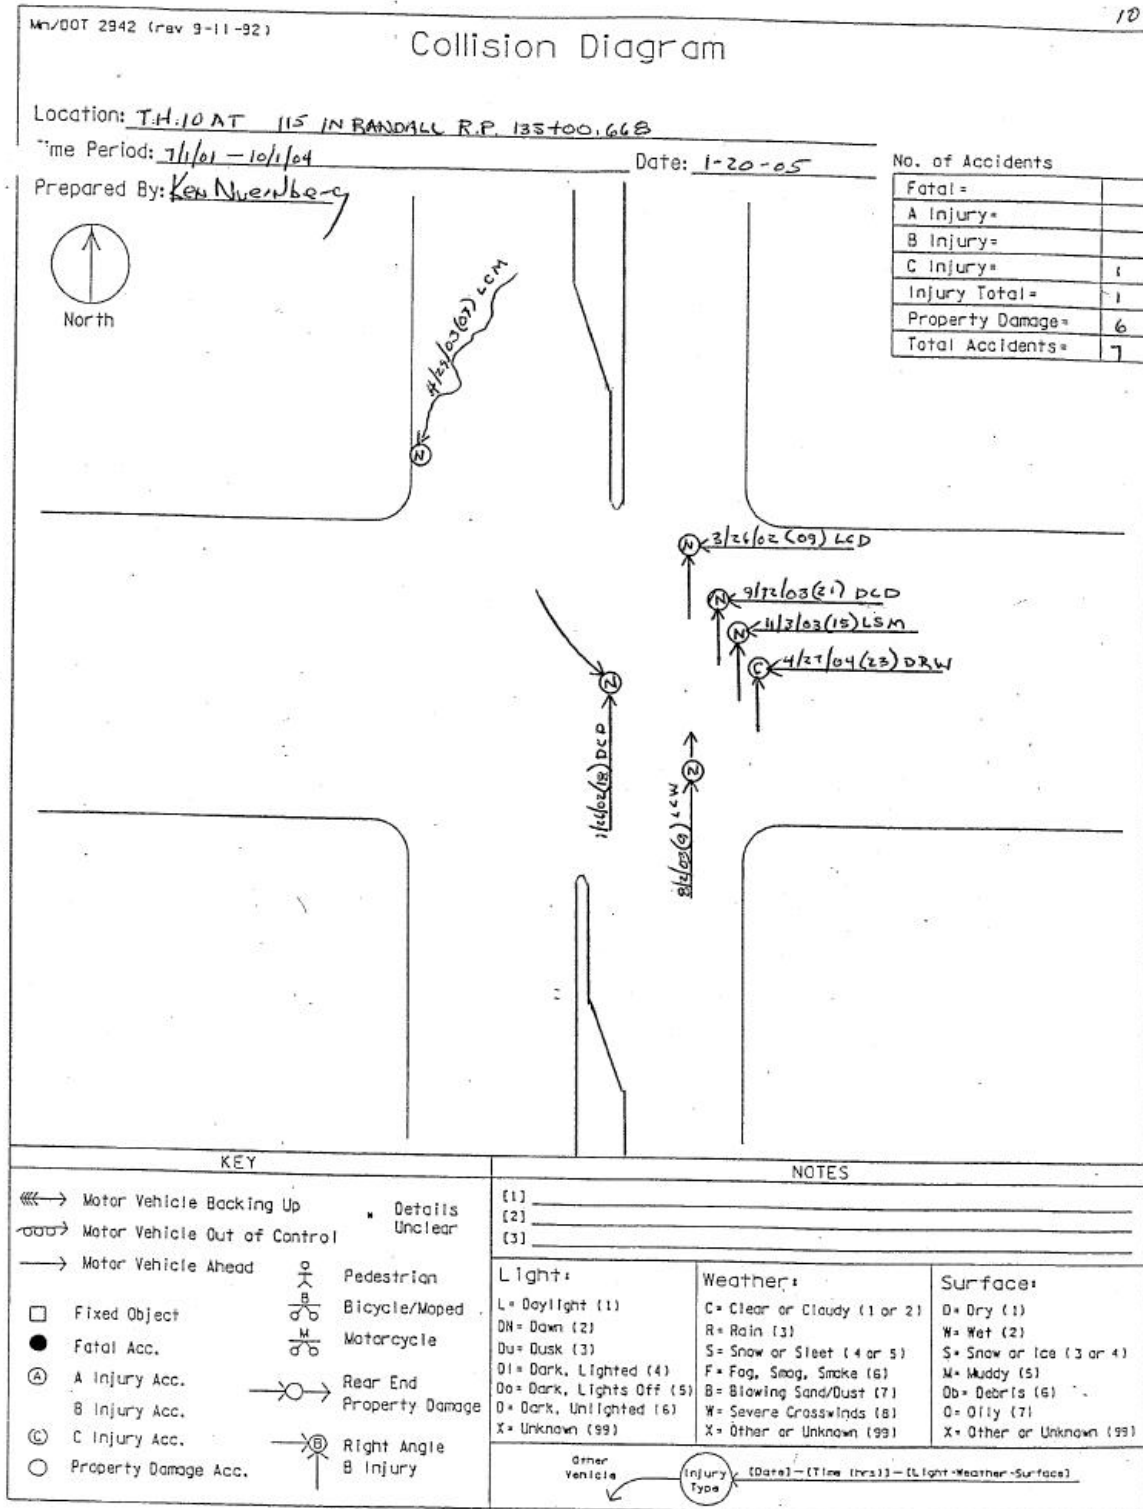 10
Mn/DOT 2942 (rev 9-11-92)
Collision Diagram
Location: T.H. 10 AT 115 IN RANDALL R.P. 135+00.668
Time Period: 7/1/01 — 10/1/04
Date: 1-20-05
Prepared By: Ken Nuernberg
No. of Accidents
Fatal =
A Injury=
B Injury=
C Injury= 1
Injury Total= 1
Property Damage= 6
Total Accidents= 7
North
(07) LCM
N
N 3/26/02 (09) LCD
N (21) DCD
N 11/3/03 (15) LSM
C 4/27/04 (23) DRW
N
(18) DCD
N
8/2/03 (9) LCW
KEY
Motor Vehicle Backing Up
Motor Vehicle Out of Control
Motor Vehicle Ahead
Details
Unclear
Pedestrian
B
Bicycle/Moped
M
Motorcycle
Fixed Object
Fatal Acc.
A A Injury Acc.
B Injury Acc.
C C Injury Acc.
Property Damage Acc.
Rear End
Property Damage
B Right Angle
B Injury
NOTES
[1]
[2]
[3]
Light:
L= Daylight (1)
DN= Dawn (2)
Du= Dusk (3)
Dl= Dark, Lighted (4)
Do= Dark, Lights Off (5)
D= Dark, Unlighted (6)
X= Unknown (99)
Weather:
C= Clear or Cloudy (1 or 2)
R= Rain (3)
S= Snow or Sleet (4 or 5)
F= Fog, Smog, Smoke (6)
B= Blowing Sand/Dust (7)
W= Severe Crosswinds (8)
X= Other or Unknown (99)
Surface:
D= Dry (1)
W= Wet (2)
S= Snow or Ice (3 or 4)
M= Muddy (5)
Db= Debris (6)
O= Oily (7)
X= Other or Unknown (99)
Other
Vehicle
Injury
Type
[Date]-(Time (hrs))-[Light-Weather-Surface]